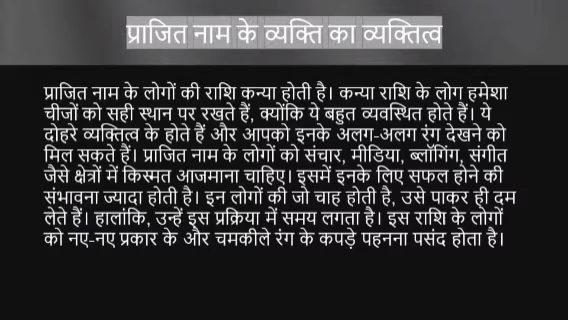 प्राजित नाम के व्यक्ति का व्यक्तित्व
प्राजित नाम के लोगों की राशि कन्या होती है। कन्या राशि के लोग हमेशा
चीजों को सही स्थान पर रखते हैं, क्योंकि ये बहुत व्यवस्थित होते हैं। ये
दोहरे व्यक्तित्व के होते हैं और आपको इनके अलग-अलग रंग देखने को
मिल सकते हैं। प्राजित नाम के लोगों को संचार, मीडिया, ब्लॉगिंग, संगीत
जैसे क्षेत्रों में किस्मत आजमाना चाहिए। इसमें इनके लिए सफल होने की
संभावना ज्यादा होती है। इन लोगों की जो चाह होती है, उसे पाकर ही दम
लेते हैं। हालांकि, उन्हें इस प्रक्रिया में समय लगता है। इस राशि के लोगों
को नए-नए प्रकार के और चमकीले रंग के कपड़े पहनना पसंद होता है।